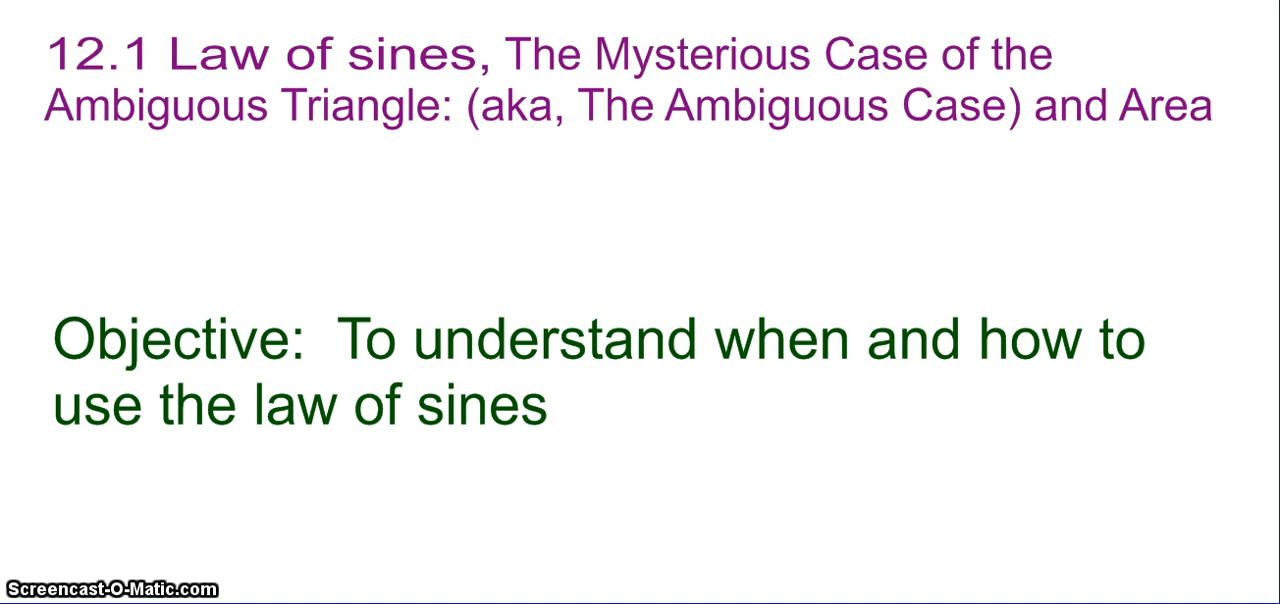 12.1 Law of sines, The Mysterious Case of the
Ambiguous Triangle: (aka, The Ambiguous Case) and Area
Objective: To understand when and how to
use the law of sines
Screencast-O-Matic.com